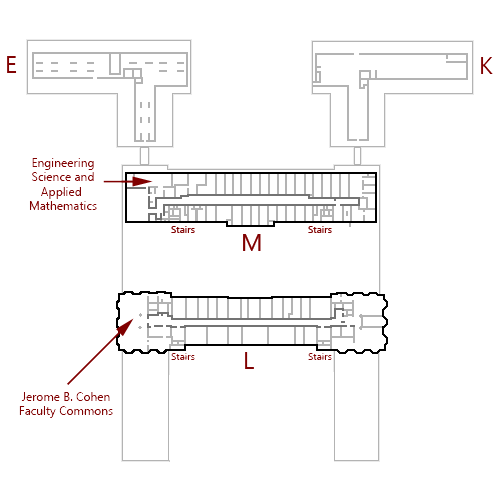 E
K
Engineering
Science and
Applied
Mathematics
Stairs
Stairs
M
Stairs
Stairs
L
Jerome B. Cohen
Faculty Commons